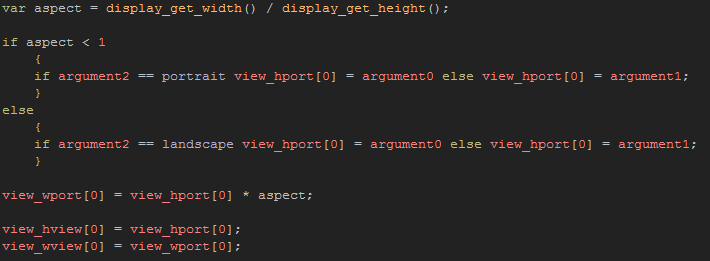 var aspect = display_get_width() / display_get_height();
if aspect < 1
{
if argument2 == portrait view_hport[0] = argument0 else view_hport[0] = argument1;
}
else
{
if argument2 == landscape view_hport[0] = argument0 else view_hport[0] = argument1;
}
view_wport[0] = view_hport[0] * aspect;
view_hview[0] = view_hport[0];
view_wview[0] = view_wport[0];